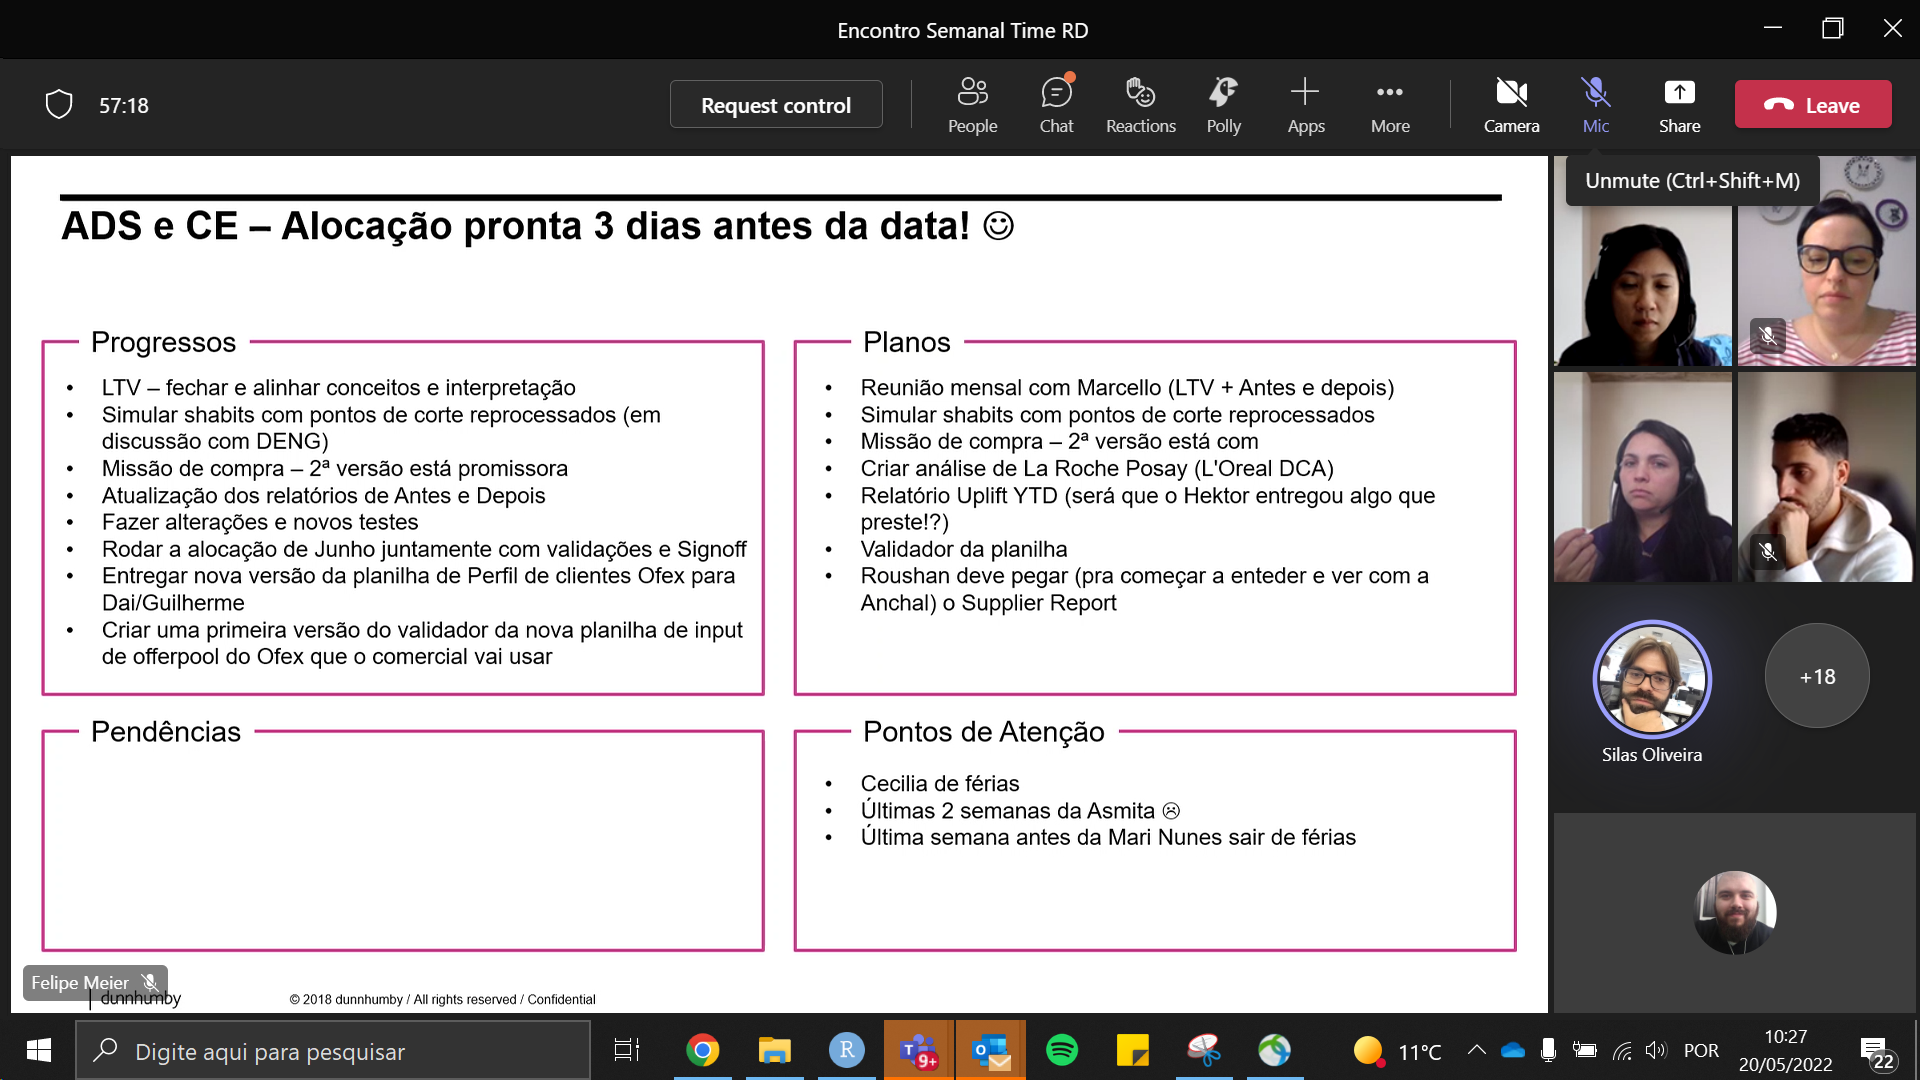 Encontro Semanal Time RD
57:18
Request control
People
Chat
Reactions
Polly
Apps
More
Camera
Mic
Share
Leave
Unmute (Ctrl+Shift+M)
ADS e CE – Alocação pronta 3 dias antes da data! ☺
Progressos
• LTV – fechar e alinhar conceitos e interpretação
• Simular shabits com pontos de corte reprocessados (em
discussão com DENG)
• Missão de compra – 2ª versão está promissora
• Atualização dos relatórios de Antes e Depois
• Fazer alterações e novos testes
• Rodar a alocação de Junho juntamente com validações e Signoff
• Entregar nova versão da planilha de Perfil de clientes Ofex para
Dai/Guilherme
• Criar uma primeira versão do validador da nova planilha de input
de offerpool do Ofex que o comercial vai usar
Planos
• Reunião mensal com Marcello (LTV + Antes e depois)
• Simular shabits com pontos de corte reprocessados
• Missão de compra – 2ª versão está com
• Criar análise de La Roche Posay (L'Oreal DCA)
• Relatório Uplift YTD (será que o Hektor entregou algo que
preste!?)
• Validador da planilha
• Roushan deve pegar (pra começar a enteder e ver com a
Anchal) o Supplier Report
Pendências
Pontos de Atenção
• Cecilia de férias
• Últimas 2 semanas da Asmita ☹
• Última semana antes da Mari Nunes sair de férias
Silas Oliveira
+18
Felipe Meier
dunnhumby
© 2018 dunnhumby / All rights reserved / Confidential
Digite aqui para pesquisar
R
T
9+
O
11°C
POR
10:27
20/05/2022
22